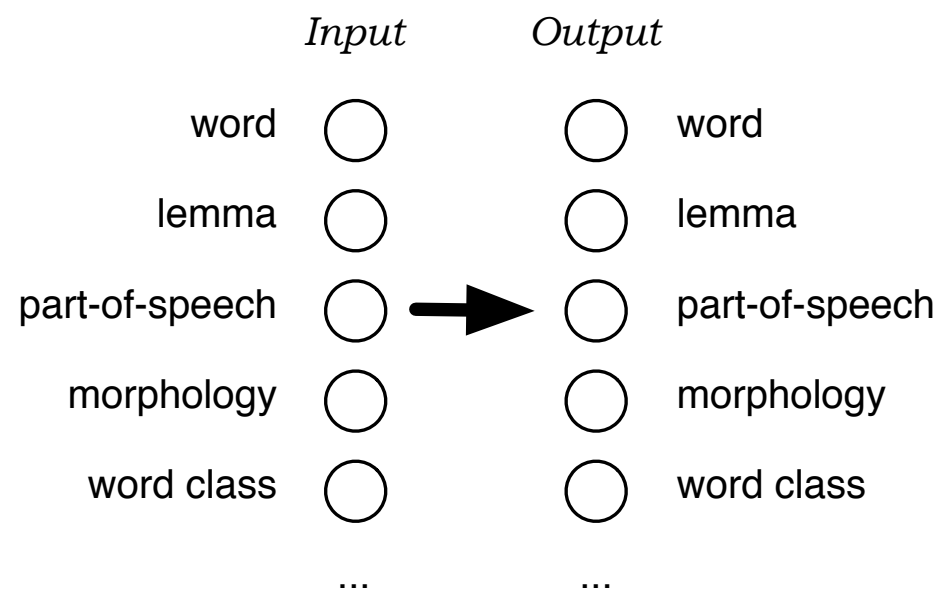 Input Output
word word
lemma lemma
part-of-speech part-of-speech
morphology morphology
word class word class
... ...